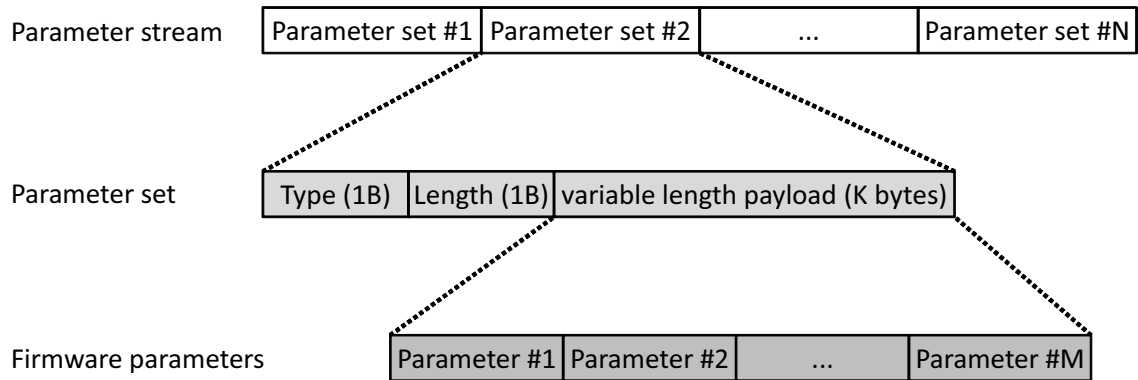 Parameter stream Parameter set #1 Parameter set #2 ... Parameter set #N
Parameter set Type (1B) Length (1B) variable length payload (K bytes)
Firmware parameters Parameter #1 Parameter #2 ... Parameter #M